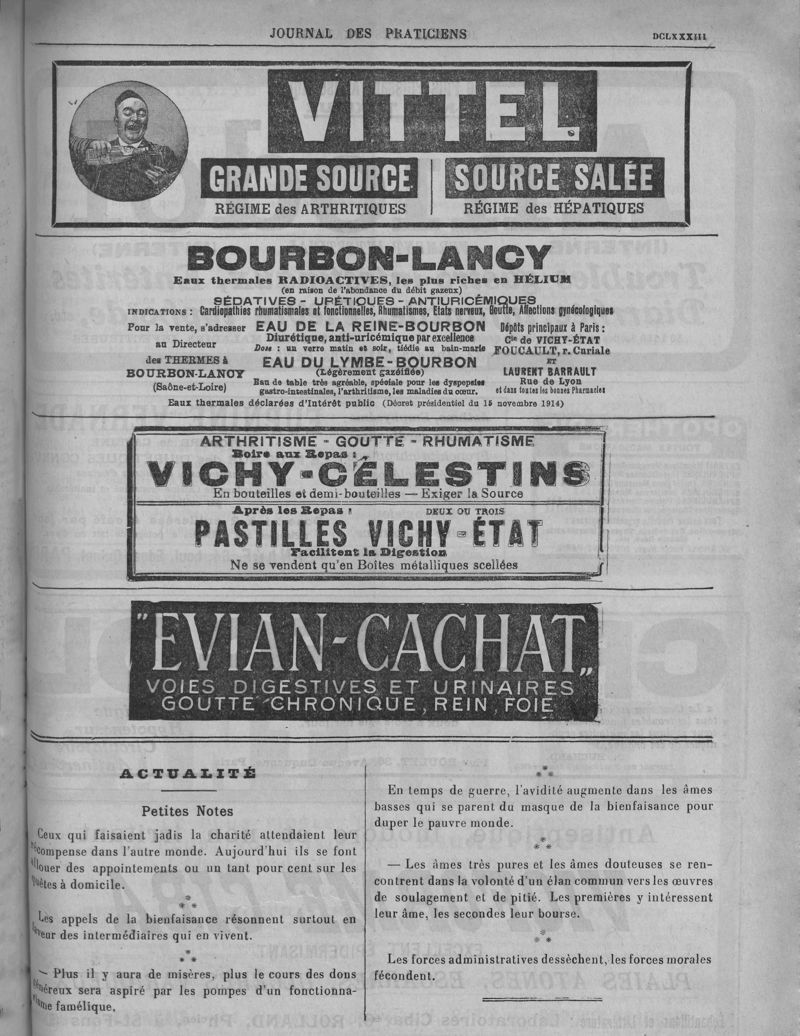 JOURNAL DES PRATICIENS
DCLXXXIII
VITTEL
GRANDE SOURCE
RÉGIME des ARTHRITIQUES
SOURCE SALÉE
RÉGIME des HÉPATIQUES
BOURBON-LANCY
Eaux thermales RADIOACTIVES, les plus riches en HÉLIUM
(en raison de l'abondance du débit gazeux)
SÉDATIVES - URÉTIQUES - ANTIURICÉMIQUES
INDICATIONS : Cardiopathies rhumatismales et fonctionnelles, Rhumatismes, Etats nerveux, Goutte, Affections gynécologiques
Pour la vente, s'adresser
au Directeur
des THERMES à
BOURBON-LANCY
(Saône-et-Loire)
EAU DE LA REINE-BOURBON
Diurétique, anti-uricémique par excellence
Dose : un verre matin et soir, tiédie au bain-marie
EAU DU LYMBE-BOURBON
(Légèrement gazéifiée)
Eau de table très agréable, spéciale pour les dyspepsies
gastro-intestinales, l'arthritisme, les maladies du cœur.
Dépôts principaux à Paris :
Cie de VICHY-ÉTAT
FOUCAULT, r. Curiale
ET
LAURENT BARRAULT
Rue de Lyon
et dans toutes les bonnes Pharmacies
Eaux thermales déclarées d'Intérêt public (Décret présidentiel du 15 novembre 1914)
ARTHRITISME - GOUTTE - RHUMATISME
Boire aux Repas :
VICHY-CÉLESTINS
En bouteilles et demi-bouteilles — Exiger la Source
Après les Repas : DEUX OU TROIS
PASTILLES VICHY-ÉTAT
Facilitent la Digestion
Ne se vendent qu'en Boîtes métalliques scellées
"EVIAN-CACHAT„
VOIES DIGESTIVES ET URINAIRES
GOUTTE CHRONIQUE, REIN, FOIE
ACTUALITÉ
Petites Notes
Ceux qui faisaient jadis la charité attendaient leur
récompense dans l'autre monde. Aujourd'hui ils se font
allouer des appointements ou un tant pour cent sur les
quêtes à domicile.
* * *
Les appels de la bienfaisance résonnent surtout en
faveur des intermédiaires qui en vivent.
* * *
— Plus il y aura de misères, plus le cours des dons
généreux sera aspiré par les pompes d'un fonctionna-
risme famélique.
* * *
En temps de guerre, l'avidité augmente dans les âmes
basses qui se parent du masque de la bienfaisance pour
duper le pauvre monde.
* * *
— Les âmes très pures et les âmes douteuses se ren-
contrent dans la volonté d'un élan commun vers les œuvres
de soulagement et de pitié. Les premières y intéressent
leur âme, les secondes leur bourse.
* * *
Les forces administratives dessèchent, les forces morales
fécondent.